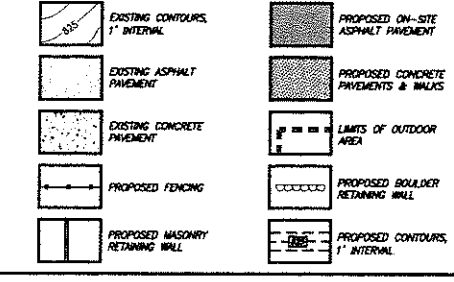 825
EXISTING CONTOURS,
1' INTERVAL
EXISTING ASPHALT
PAVEMENT
EXISTING CONCRETE
PAVEMENT
PROPOSED FENCING
PROPOSED MASONRY
RETAINING WALL
PROPOSED ON-SITE
ASPHALT PAVEMENT
PROPOSED CONCRETE
PAVEMENTS & WALKS
LIMITS OF OUTDOOR
AREA
PROPOSED BOULDER
RETAINING WALL
PROPOSED CONTOURS,
1' INTERVAL